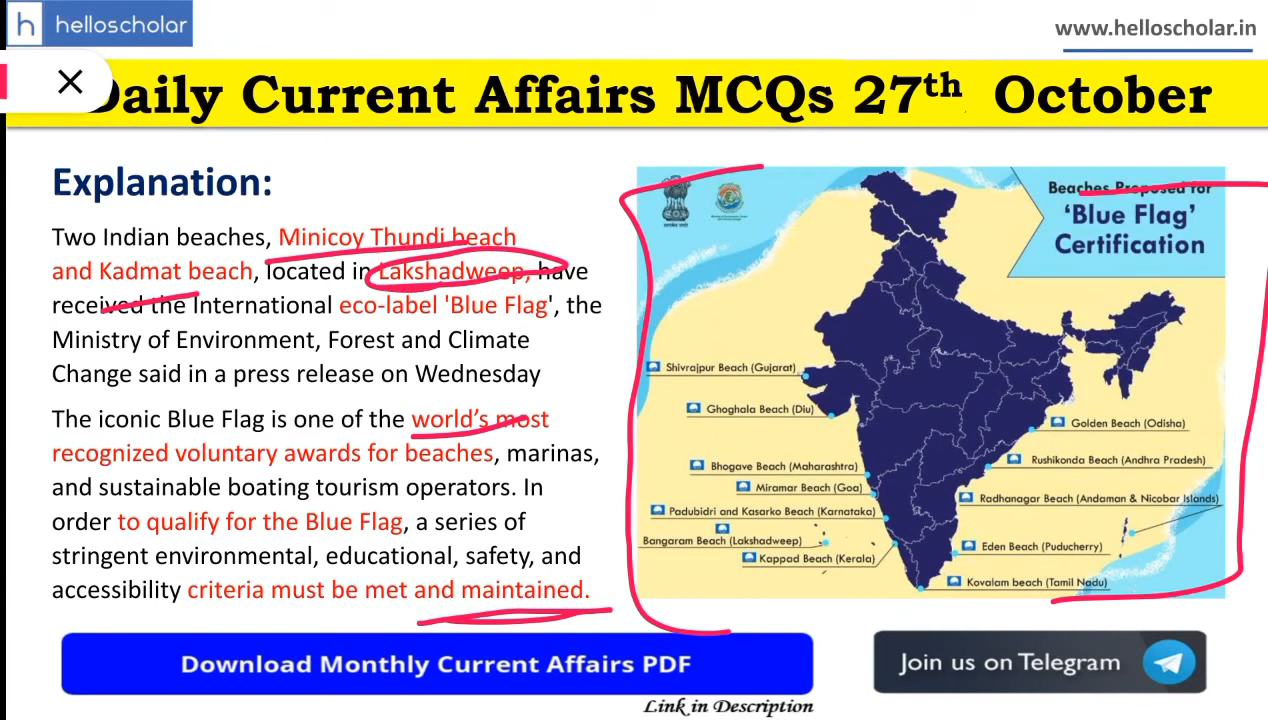 h helloscholar
www.helloscholar.in
Daily Current Affairs MCQs 27th October
Explanation:
Two Indian beaches, Minicoy Thundi beach
and Kadmat beach, located in Lakshadweep, have
received the International eco-label 'Blue Flag', the
Ministry of Environment, Forest and Climate
Change said in a press release on Wednesday
The iconic Blue Flag is one of the world's most
recognized voluntary awards for beaches, marinas,
and sustainable boating tourism operators. In
order to qualify for the Blue Flag, a series of
stringent environmental, educational, safety, and
accessibility criteria must be met and maintained.
Beaches Proposed for
'Blue Flag'
Certification
Shivrajpur Beach (Gujarat)
Ghoghala Beach (Diu)
Bhogave Beach (Maharashtra)
Miramar Beach (Goa)
Padubidri and Kasarko Beach (Karnataka)
Bangaram Beach (Lakshadweep)
Kappad Beach (Kerala)
Golden Beach (Odisha)
Rushikonda Beach (Andhra Pradesh)
Radhanagar Beach (Andaman & Nicobar Islands)
Eden Beach (Puducherry)
Kovalam beach (Tamil Nadu)
Download Monthly Current Affairs PDF
Join us on Telegram
Link in Description